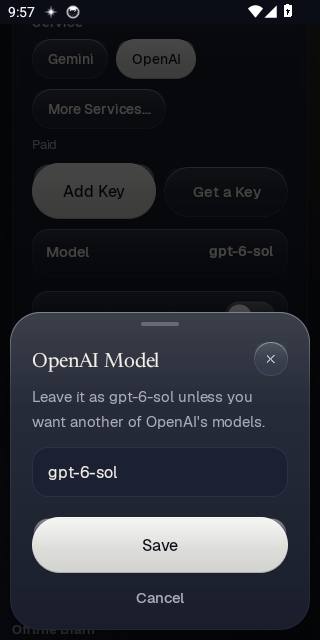 9:57
Service
Gemini
OpenAI
More Services...
Paid
Add Key
Get a Key
Model
gpt-6-sol
OpenAI Model
Leave it as gpt-6-sol unless you
want another of OpenAI's models.
gpt-6-sol
Save
Cancel